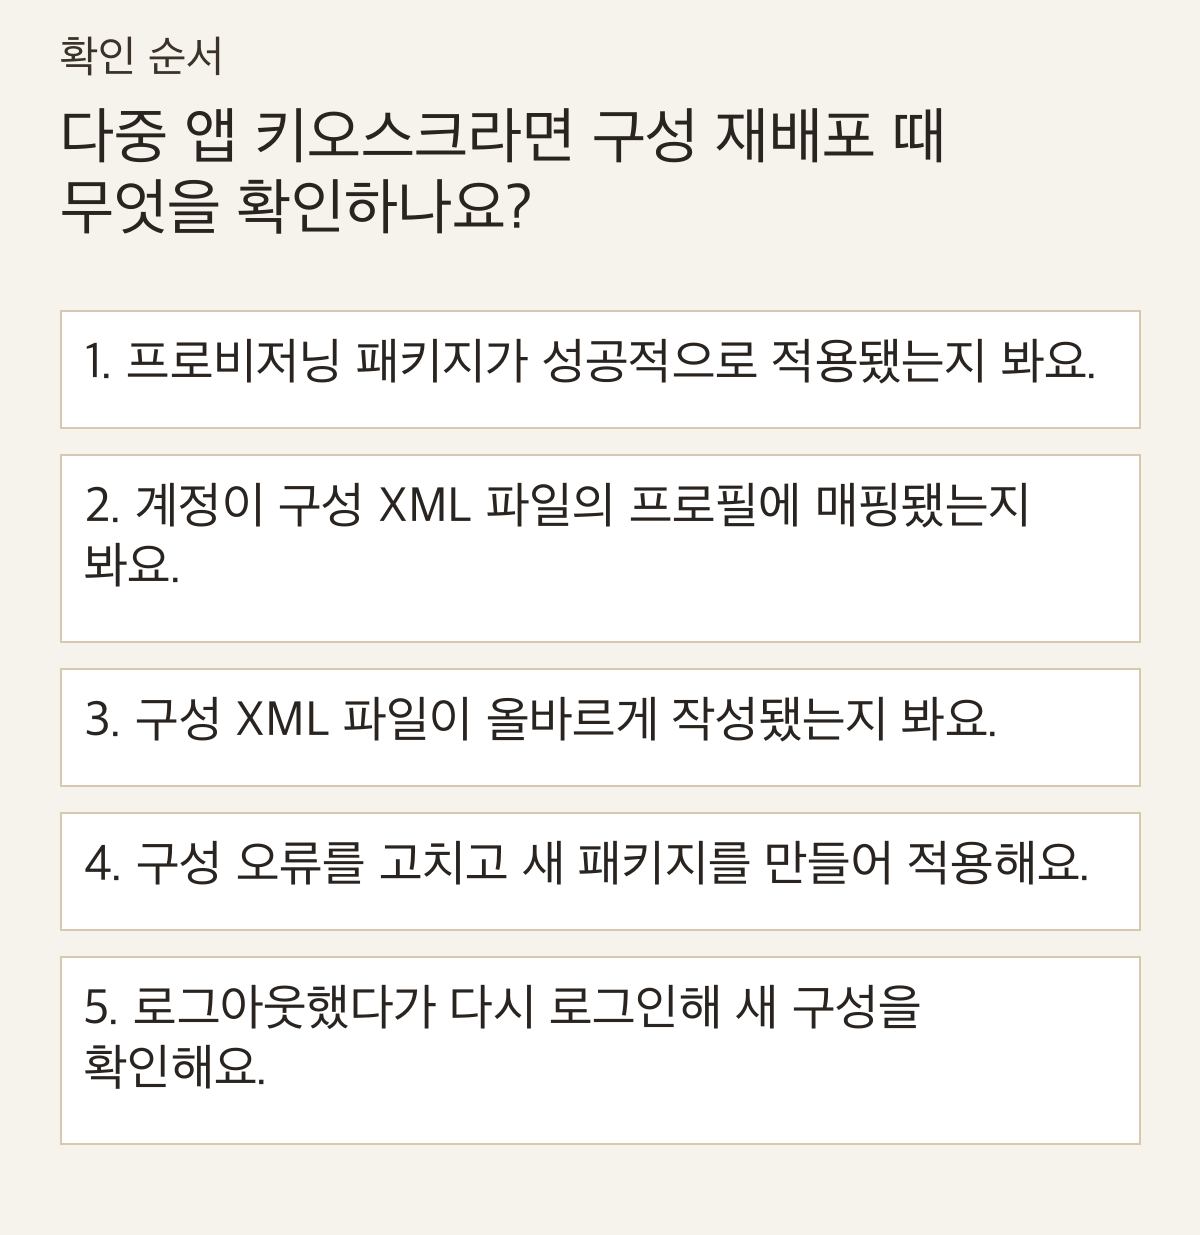 확인 순서
다중 앱 키오스크라면 구성 재배포 때
무엇을 확인하나요?
1. 프로비저닝 패키지가 성공적으로 적용됐는지 봐요.
2. 계정이 구성 XML 파일의 프로필에 매핑됐는지
봐요.
3. 구성 XML 파일이 올바르게 작성됐는지 봐요.
4. 구성 오류를 고치고 새 패키지를 만들어 적용해요.
5. 로그아웃했다가 다시 로그인해 새 구성을
확인해요.